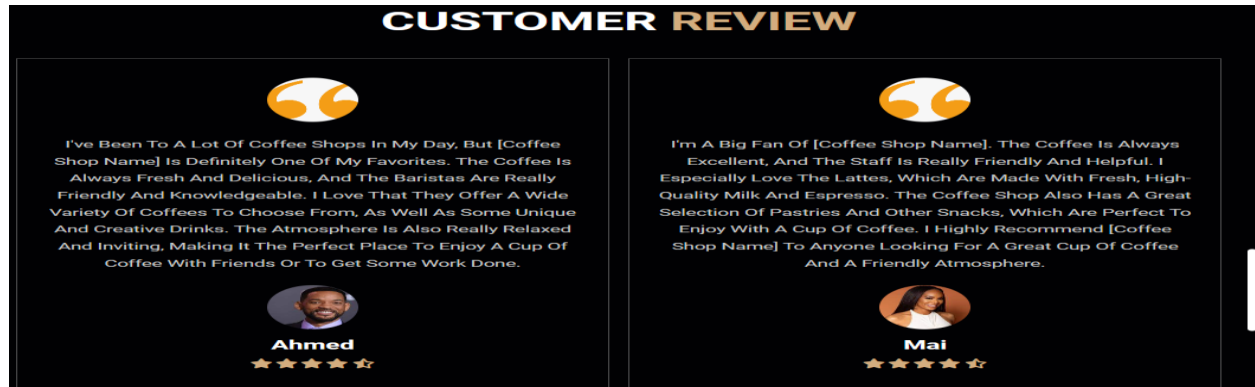 CUSTOMER REVIEW
I've Been To A Lot Of Coffee Shops In My Day, But [Coffee
Shop Name] Is Definitely One Of My Favorites. The Coffee Is
Always Fresh And Delicious, And The Baristas Are Really
Friendly And Knowledgeable. I Love That They Offer A Wide
Variety Of Coffees To Choose From, As Well As Some Unique
And Creative Drinks. The Atmosphere Is Also Really Relaxed
And Inviting, Making It The Perfect Place To Enjoy A Cup Of
Coffee With Friends Or To Get Some Work Done.
Ahmed
I'm A Big Fan Of [Coffee Shop Name]. The Coffee Is Always
Excellent, And The Staff Is Really Friendly And Helpful. I
Especially Love The Lattes, Which Are Made With Fresh, High-
Quality Milk And Espresso. The Coffee Shop Also Has A Great
Selection Of Pastries And Other Snacks, Which Are Perfect To
Enjoy With A Cup Of Coffee. I Highly Recommend [Coffee
Shop Name] To Anyone Looking For A Great Cup Of Coffee
And A Friendly Atmosphere.
Mai